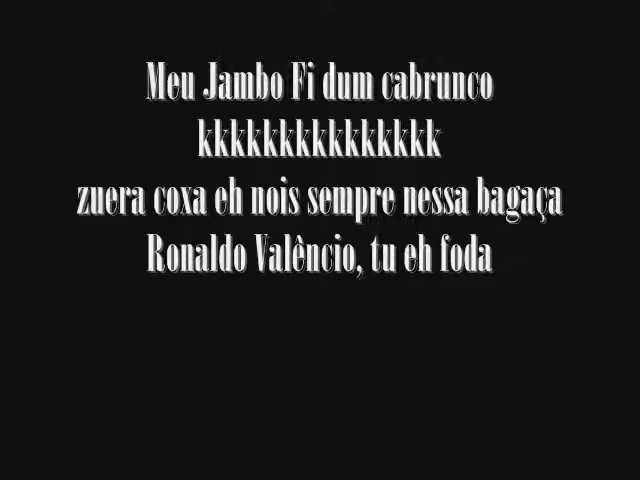 Meu Jambo Fi dum cabrunco
kkkkkkkkkkkkkkk
zuera coxa eh nois sempre nessa bagaça
Ronaldo Valêncio, tu eh foda